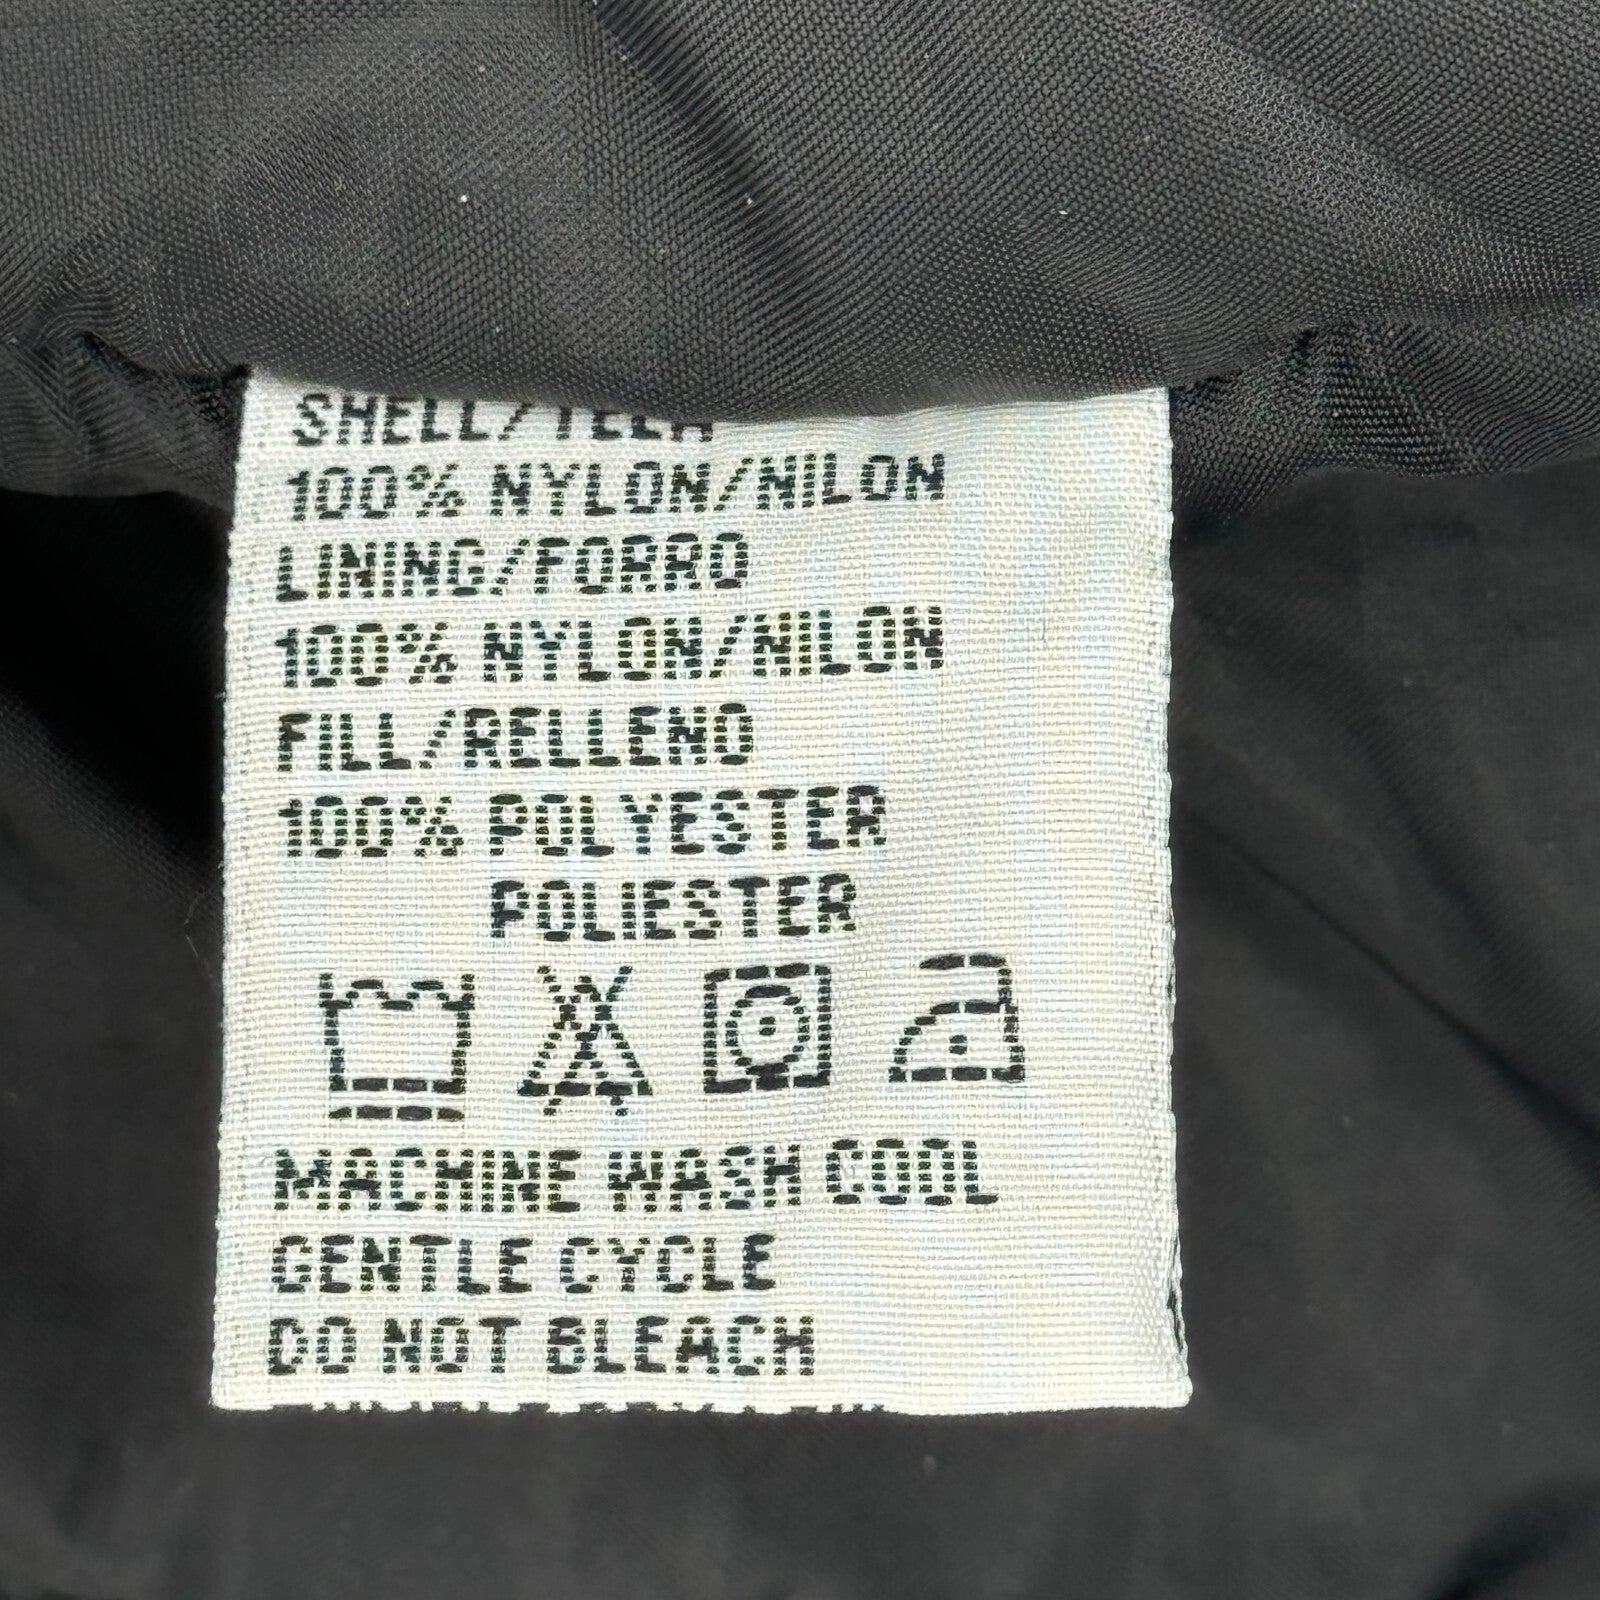 SHELL/TELA
100% NYLON/NILON
LINING/FORRO
100% NYLON/NILON
FILL/RELLENO
100% POLYESTER
POLIESTER
MACHINE WASH COOL
GENTLE CYCLE
DO NOT BLEACH